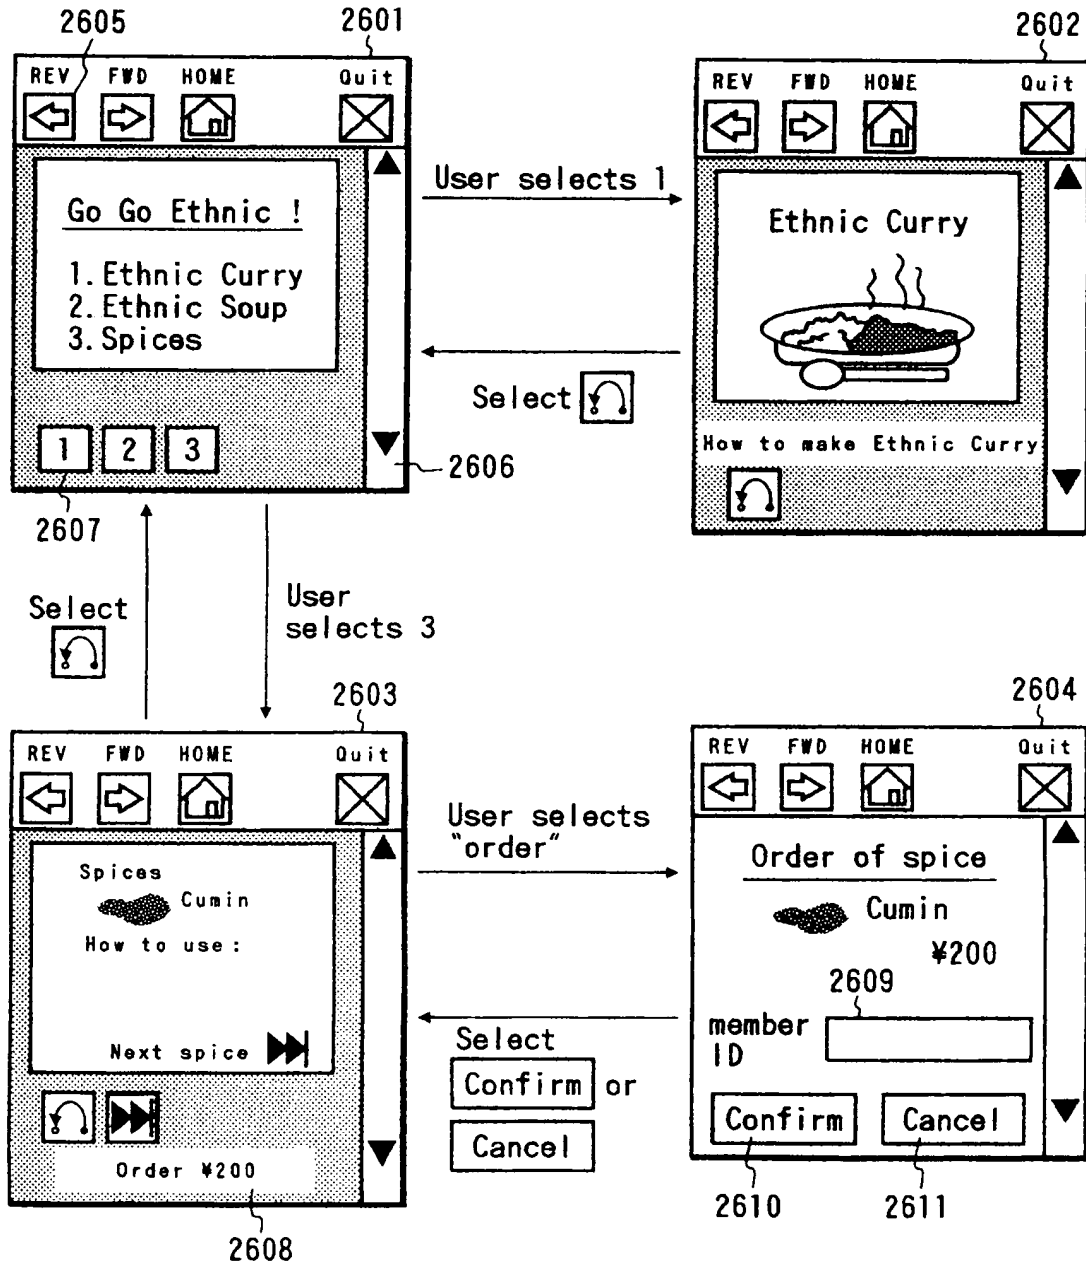 2605
2601
2602
REV FWD HOME Quit
REV FWD HOME Quit
Go Go Ethnic !
1. Ethnic Curry
2. Ethnic Soup
3. Spices
1 2 3
2606
2607
User selects 1
Select
Ethnic Curry
How to make Ethnic Curry
Select
User
selects 3
2603
2604
REV FWD HOME Quit
REV FWD HOME Quit
Spices
Cumin
How to use :
Next spice
Order ¥200
2608
User selects
"order"
Select
Confirm or
Cancel
Order of spice
Cumin
¥200
2609
member
ID
Confirm Cancel
2610
2611